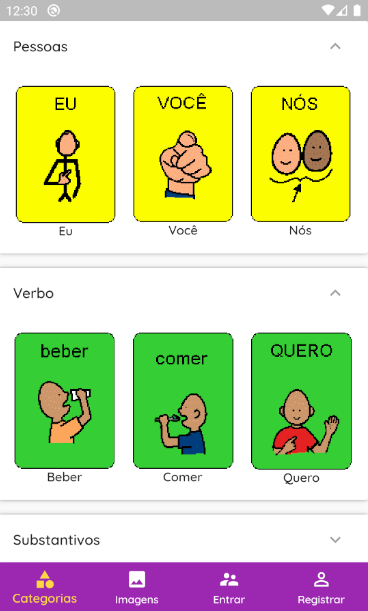 12:30
Pessoas
EU VOCÊ NÓS
Eu Você Nós
Verbo
beber comer QUERO
Beber Comer Quero
Substantivos
Categorias Imagens Entrar Registrar